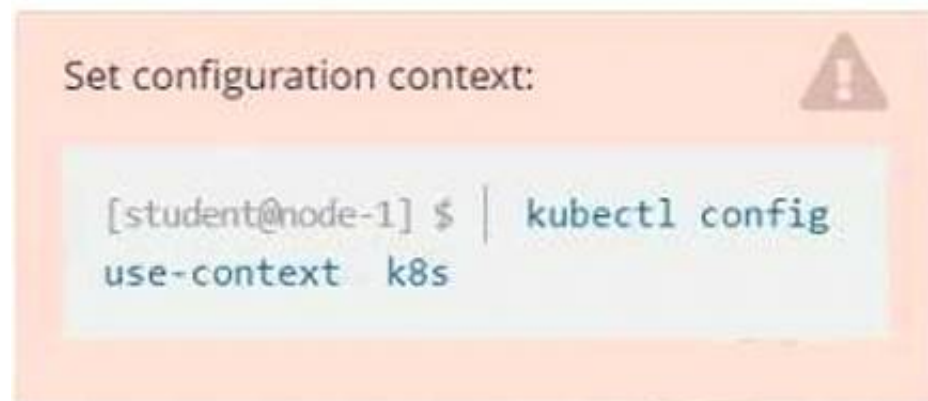 Set configuration context:
[student@node-1] $ | kubectl config
use-context k8s